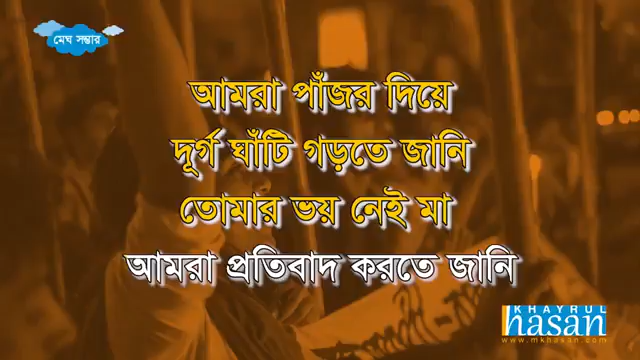 মেঘ সম্ভার
আমরা পাঁজর দিয়ে
দূর্গ ঘাঁটি গড়তে জানি
তোমার ভয় নেই মা
আমরা প্রতিবাদ করতে জানি
KHAYRUL
hasan
www.mkhasan.com